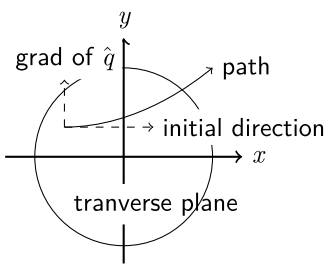 y
grad of q̂
path
initial direction
x
tranverse plane